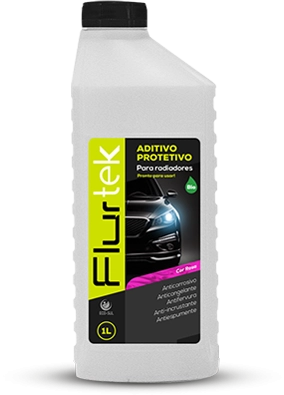 Flurtek
ADITIVO
PROTETIVO
Para radiadores
Pronto para usar!
Bio
Cor Rosa
Anticorrosivo
Anticongelante
Antifervura
Anti-incrustante
Antiespumante
1L